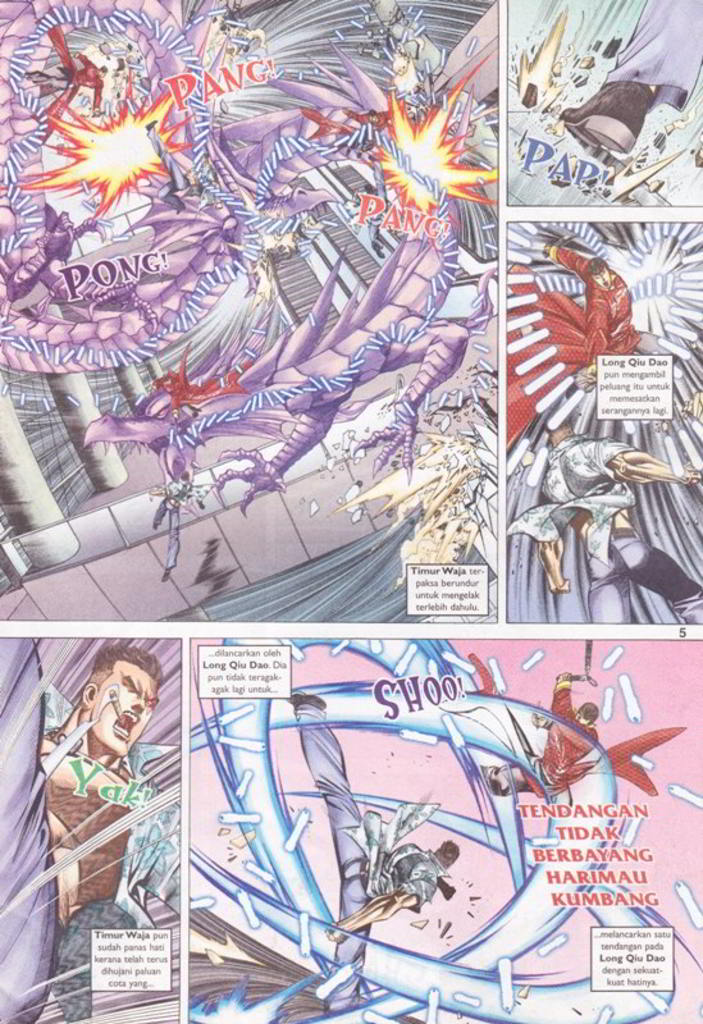 PANG!
PANG!
PONG!
Timur Waja ter-
paksa berundur
untuk mengelak
terlebih dahulu.
PAP!
Long Qiu Dao
pun mengambil
peluang itu untuk
memesatkan
serangannya lagi.
5
Yak!
Timur Waja pun
sudah panas hati
kerana telah terus
dihujani paluan
cota yang...
...dilancarkan oleh
Long Qiu Dao. Dia
pun tidak teragak-
agak lagi untuk...
SHOO!
TENDANGAN
TIDAK
BERBAYANG
HARIMAU
KUMBANG
...melancarkan satu
tendangan pada
Long Qiu Dao
dengan sekuat-
kuat hatinya.